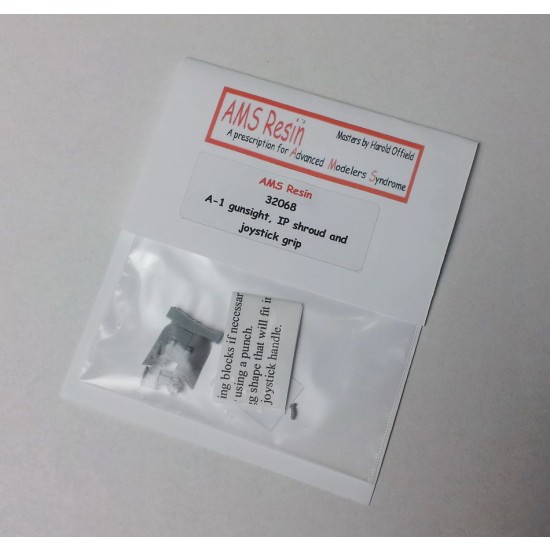 AMS Resin
Masters by Harold Offield
A prescription for Advanced Modelers Syndrome
AMS Resin
32068
A-1 gunsight, IP shroud and
joystick grip
ing blocks if necessar
using a punch.
g shape that will fit i
joystick handle.